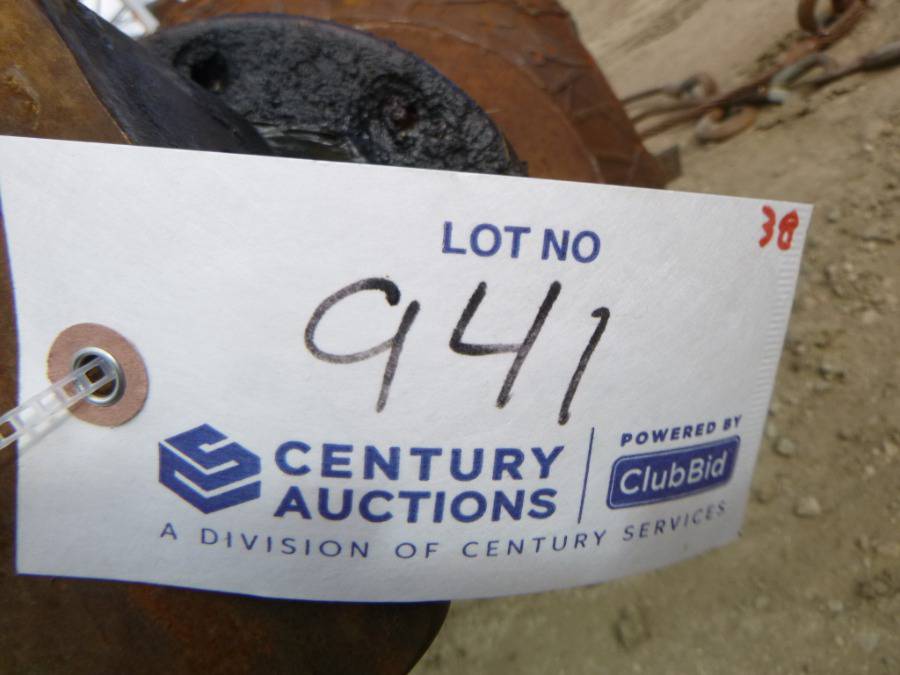 38
LOT NO
941
CENTURY
AUCTIONS
POWERED BY
ClubBid
A DIVISION OF CENTURY SERVICES